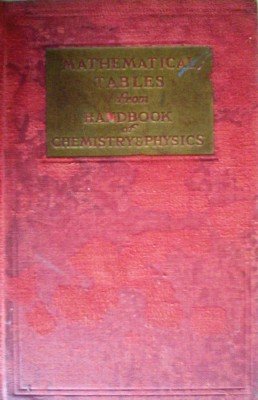 MATHEMATICAL
TABLES
from
HANDBOOK
of
CHEMISTRY & PHYSICS